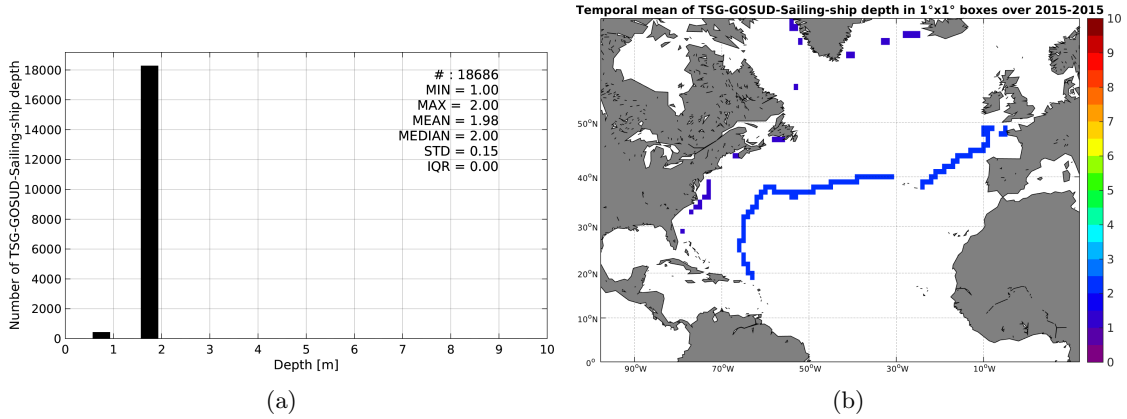 Temporal mean of TSG-GOSUD-Sailing-ship depth in 1°x1° boxes over 2015-2015
Number of TSG-GOSUD-Sailing-ship depth
18000
16000
14000
12000
10000
8000
6000
4000
2000
0
# : 18686
MIN = 1.00
MAX = 2.00
MEAN = 1.98
MEDIAN = 2.00
STD = 0.15
IQR = 0.00
0 1 2 3 4 5 6 7 8 9 10
Depth [m]
(a)
50°N
40°N
30°N
20°N
10°N
0°
90°W 70°W 50°W 30°W 10°W
10
9
8
7
6
5
4
3
2
1
0
(b)